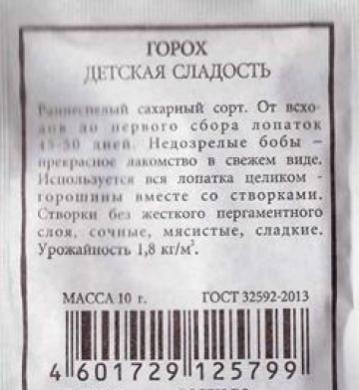 ГОРОХ
ДЕТСКАЯ СЛАДОСТЬ
Раннеспелый сахарный сорт. От всхо-
дов до первого сбора лопаток
45-50 дней. Недозрелые бобы –
прекрасное лакомство в свежем виде.
Используется вся лопатка целиком -
горошины вместе со створками.
Створки без жесткого пергаментного
слоя, сочные, мясистые, сладкие.
Урожайность 1,8 кг/м².
МАССА 10 г. ГОСТ 32592-2013
4 601729 125799